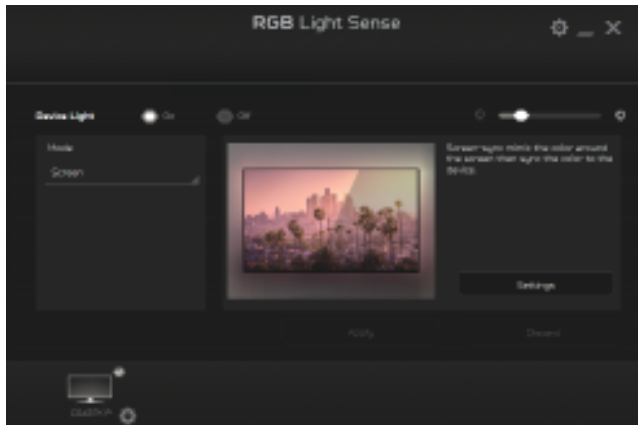 RGB Light Sense
Device Light
On
Off
Mode
Screen
Screen-sync mimic the color around
the screen then sync the color to the
device.
Settings
Apply
Discard